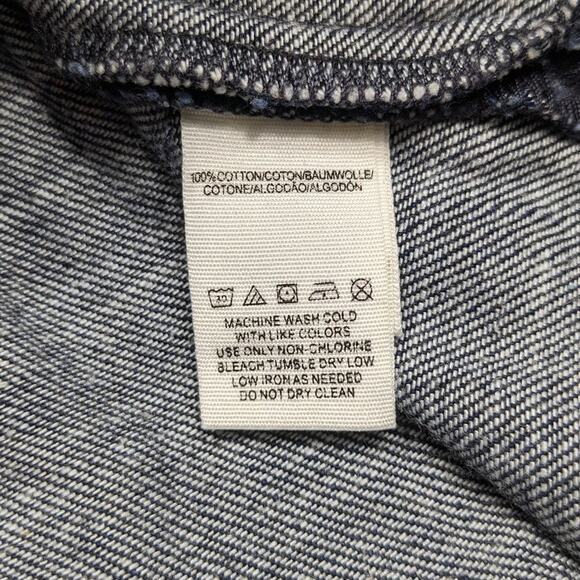 100% COTTON/COTON/BAUMWOLLE/
COTONE/ALGODÃO/ALGODÓN
30
MACHINE WASH COLD
WITH LIKE COLORS
USE ONLY NON-CHLORINE
BLEACH TUMBLE DRY LOW
LOW IRON AS NEEDED
DO NOT DRY CLEAN